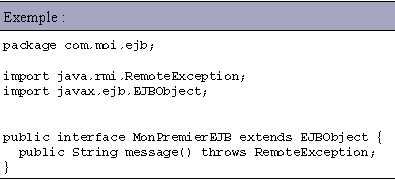 Exemple :
package com.moi.ejb;
import java.rmi.RemoteException;
import javax.ejb.EJBObject;
public interface MonPremierEJB extends EJBObject {
public String message() throws RemoteException;
}